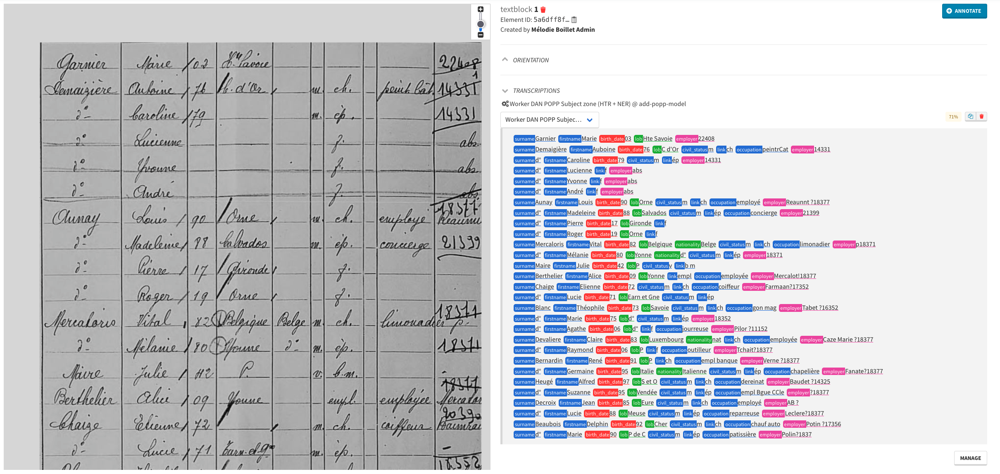 Garnier Marie 02 Hte Savoie 22408
1
Demaizière Antoine 76 C. d'Or m. ch. peint. bât. 14331
d° Caroline 79 m. ép. 14331
d° Lucienne f. abs.
d° Yvonne f. abs.
d° André f. abs.
18377
Aunay Louis 90 Orne m. ch. employé Reaumu
d° Madeleine 88 Calvados m. ép. concierge 21399
d° Pierre 17 Gironde f.
d° Roger 19 Orne f.
18377
Mercaloris Vital 82 Belgique Belge m. ch. limonadier p.
d° Mélanie 80 Yonne d° m. ép. 18371
Maire Julie 42 P. v. b.m. -
18377
Berthelier Alice 09 Yonne empl. employée Mercalor
20390
Chaize Etienne 72 m. ch. coiffeur
d° Lucie 71 Tarn-et-Gne m. ép. -
18352
textblock 1
ANNOTATE
Element ID: 5a6dff8f…
Created by Mélodie Boillet Admin
ORIENTATION
TRANSCRIPTIONS
Worker DAN POPP Subject zone (HTR + NER) @ add-popp-model
Worker DAN POPP Subjec… 71%
surname Garnier firstname Marie birth_date 03 lob Hte Savoie employer 22408
surname Demaigière firstname Auboine birth_date 76 lob C d'Or civil_status m link ch occupation peintrCat employer 14331
surname d° firstname Caroline birth_date 79 civil_status m link ép employer 14331
surname d° firstname Lucienne link f employer abs
surname d° firstname Yvonne link f employer abs
surname d° firstname André link f employer abs
surname Aunay firstname Louis birth_date 90 lob Orne civil_status m link ch occupation employé employer Reaunnt ?18377
surname d° firstname Madeleine birth_date 88 lob Salvados civil_status m link ép occupation concierge employer 21399
surname d° firstname Pierre birth_date 17 lob Gironde link f
surname d° firstname Roger birth_date 19 lob Orne link f
surname Mercaloris firstname Vital birth_date 82 lob Belgique nationality Belge civil_status m link ch occupation limonadier employer p18371
surname d° firstname Mélanie birth_date 80 lob Yonne nationality d° civil_status m link ép employer 18371
surname Maire firstname Julie birth_date 42 lob P civil_status v link b m
surname Berthelier firstname Alice birth_date 09 lob Yonne link empl occupation employée employer Mercalot!18377
surname Chaige firstname Elienne birth_date 72 civil_status m link ch occupation coiffeur employer Farmaan?17352
surname d° firstname Lucie birth_date 71 lob Earn et Gne civil_status m link ép
surname Blanc firstname Théophile birth_date 73 lob Savoie civil_status m link ch occupation gon mag employer Tabet ?16352
surname d° firstname Marie birth_date 75 lob d° civil_status m link ép employer 18352
surname d° firstname Agathe birth_date 06 lob d° link f occupation jourreuse employer Pilor ?11152
surname Devaliere firstname Claire birth_date 83 lob Luxembourg nationality nat link ch occupation employée employer Caze Marie ?18377
surname d° firstname Raymond birth_date 06 lob P link f occupation outilleur employer Tchait?18377
surname Bernardin firstname René birth_date 91 lob P link ch occupation empl banque employer Verne ?18377
surname d° firstname Germaine birth_date 95 lob Italie nationality Italienne civil_status m link ép occupation chapelière employer Fanate?18377
surname Heugé firstname Alfred birth_date 97 lob S et O civil_status m link ch occupation dereinat employer Baudet ?14325
surname d° firstname Suzanne birth_date 95 lob Vendée civil_status m link ép occupation empl Bgue CCle employer ?18377
surname Decroix firstname Jean birth_date 85 lob Eure civil_status m link ch occupation employé employer AB ?
surname d° firstname Lucie birth_date 88 lob Meuse civil_status m link ép occupation reparreuse employer Leclere?18377
surname Beaubois firstname Delphin birth_date 92 lob Cher civil_status m link ch occupation chauf auto employer Potin ?17356
surname d° firstname Marie birth_date 90 lob P de C civil_status m link ép occupation patissière employer Polin?1837
MANAGE